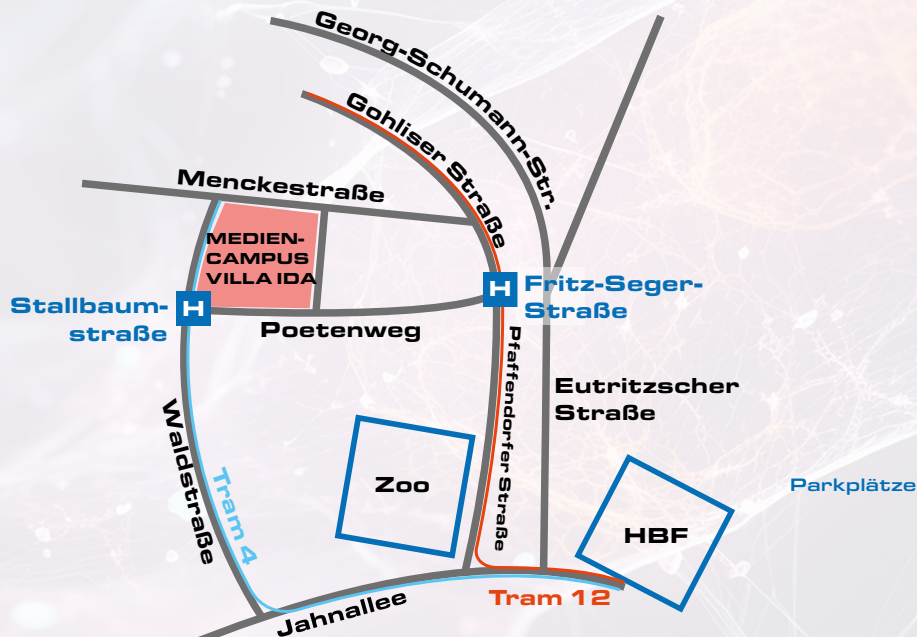 Georg-Schumann-Str.
Gohliser Straße
Menckestraße
MEDIEN-
CAMPUS
VILLA IDA
H
Fritz-Seger-
Straße
Stallbaum-
straße
H
Poetenweg
Pfaffendorfer Straße
Eutritzscher
Straße
Waldstraße
Tram 4
Zoo
Parkplätze
HBF
Tram 12
Jahnallee